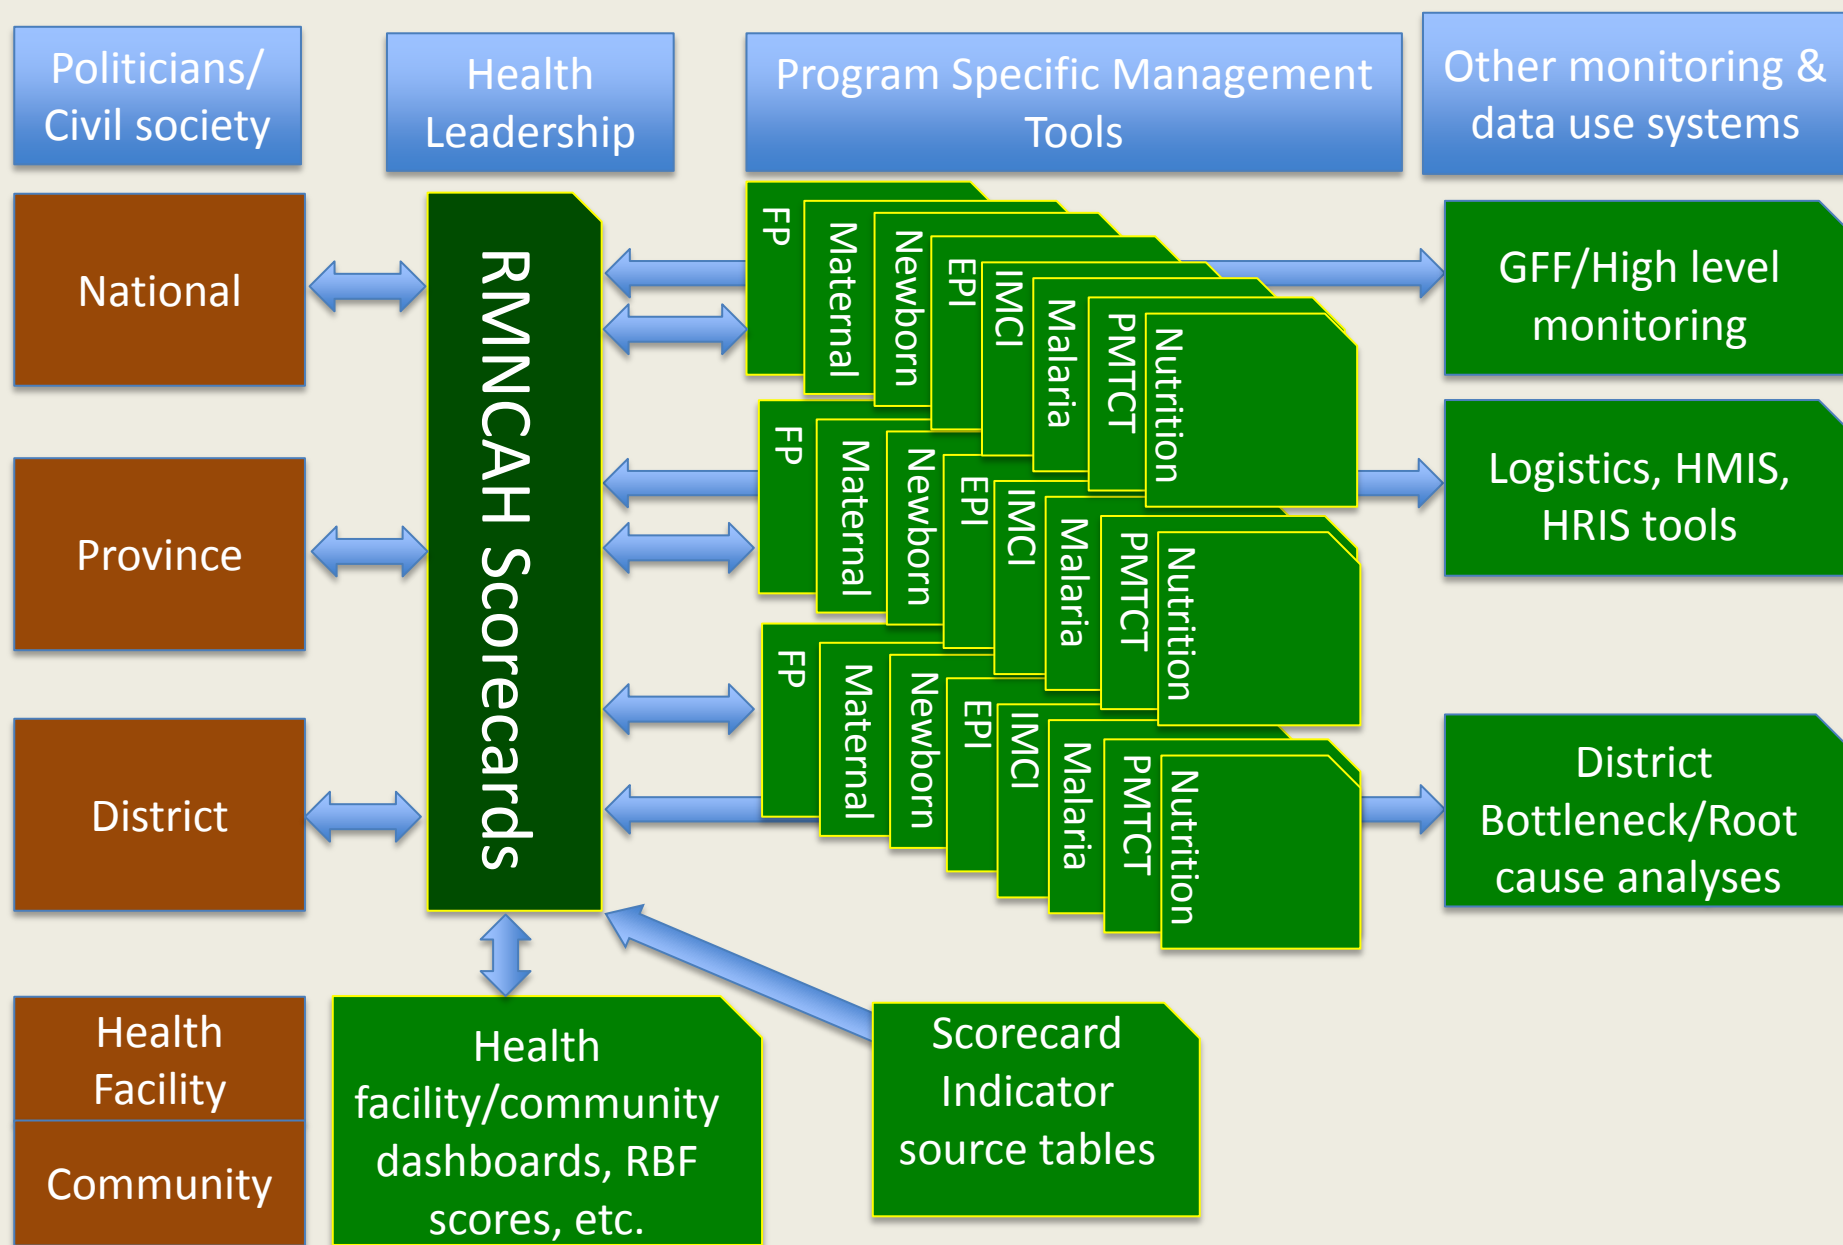 Politicians/
Civil society
Health
Leadership
Program Specific Management
Tools
Other monitoring &
data use systems
National
Province
District
Health
Facility
Community
RMNCAH Scorecards
FP
Maternal
Newborn
EPI
IMCI
Malaria
PMTCT
Nutrition
FP
Maternal
Newborn
EPI
IMCI
Malaria
PMTCT
Nutrition
FP
Maternal
Newborn
EPI
IMCI
Malaria
PMTCT
Nutrition
GFF/High level
monitoring
Logistics, HMIS,
HRIS tools
District
Bottleneck/Root
cause analyses
Health
facility/community
dashboards, RBF
scores, etc.
Scorecard
Indicator
source tables